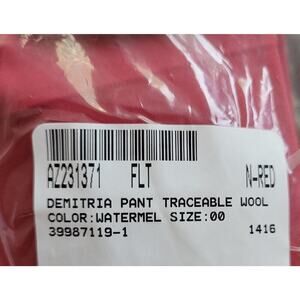 AZ231371 FLT N-RED
DEMITRIA PANT TRACEABLE WOOL
COLOR:WATERMEL SIZE:00
39987119-1 1416